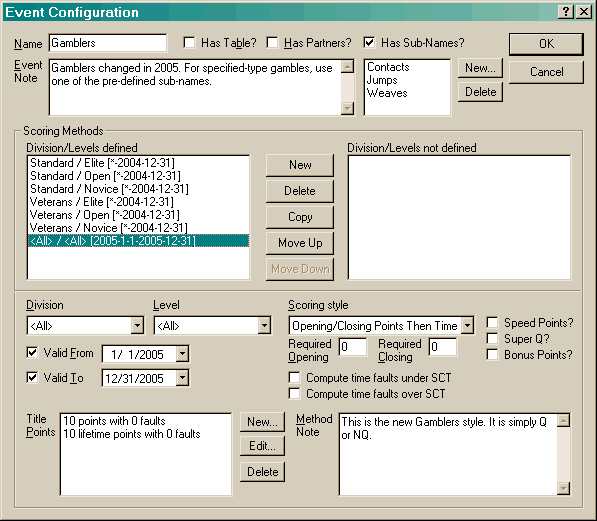 Event Configuration
Name
Gamblers
Has Table?
Has Partners?
Has Sub-Names?
OK
Event
Note
Gamblers changed in 2005. For specified-type gambles, use
one of the pre-defined sub-names.
Contacts
Jumps
Weaves
New...
Delete
Cancel
Scoring Methods
Division/Levels defined
Standard / Elite [*-2004-12-31]
Standard / Open [*-2004-12-31]
Standard / Novice [*-2004-12-31]
Veterans / Elite [*-2004-12-31]
Veterans / Open [*-2004-12-31]
Veterans / Novice [*-2004-12-31]
<All> / <All> [2005-1-1-2005-12-31]
New
Delete
Copy
Move Up
Move Down
Division/Levels not defined
Division
<All>
Level
<All>
Valid From
1/ 1/2005
Valid To
12/31/2005
Scoring style
Opening/Closing Points Then Time
Required
Opening
0
Required
Closing
0
Speed Points?
Super Q?
Bonus Points?
Compute time faults under SCT
Compute time faults over SCT
Title
Points
10 points with 0 faults
10 lifetime points with 0 faults
New...
Edit...
Delete
Method
Note
This is the new Gamblers style. It is simply Q
or NQ.